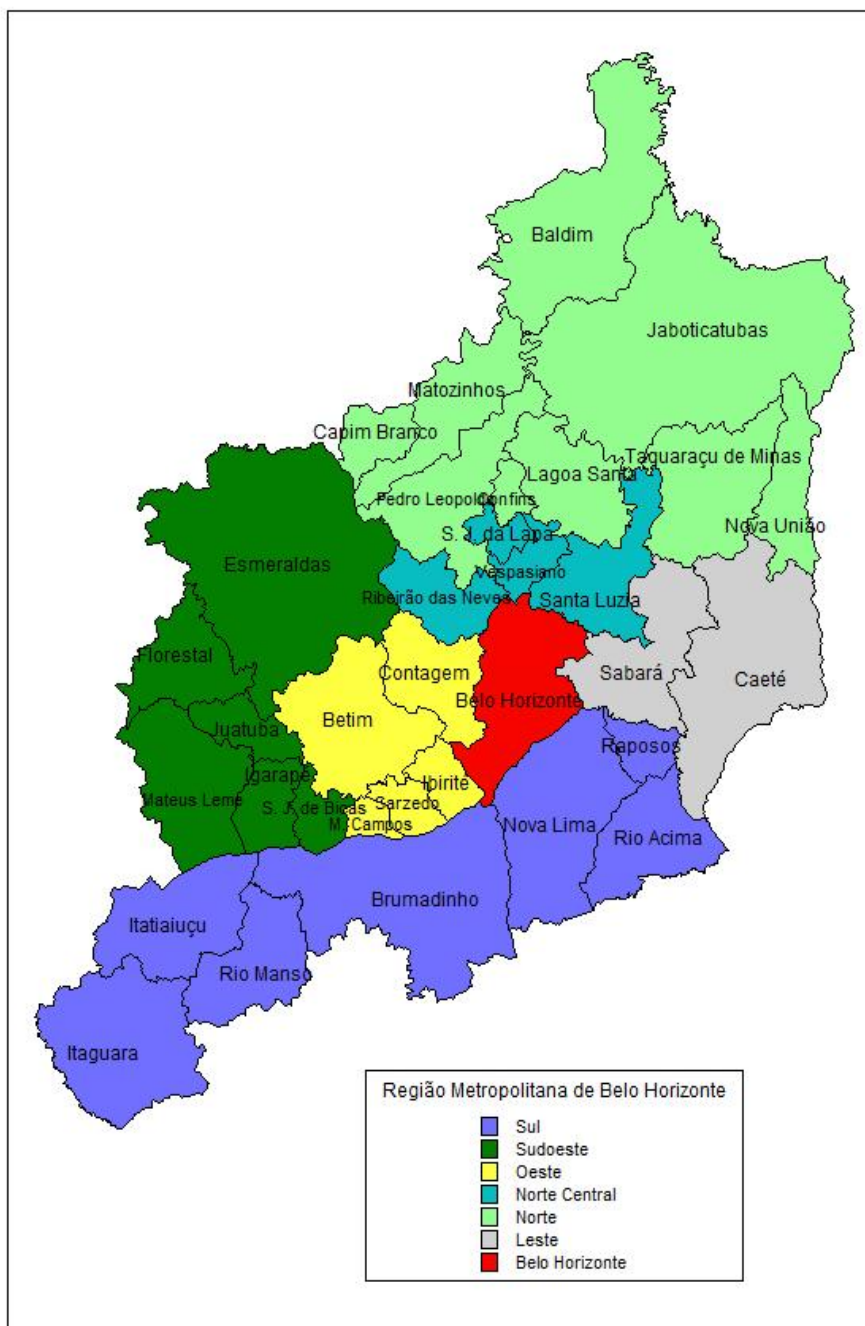 Baldim
Jaboticatubas
Matozinhos
Capim Branco
Taquaraçu de Minas
Lagoa Santa
Pedro Leopoldo
Confins
Nova União
S. J. da Lapa
Esmeraldas
Vespasiano
Ribeirão das Neves
Santa Luzia
Florestal
Contagem
Sabará
Caeté
Belo Horizonte
Betim
Juatuba
Raposos
Igarapé
Ibirité
Mateus Leme
S. J. de Bicas
Sarzedo
M. Campos
Nova Lima
Rio Acima
Brumadinho
Itatiaiuçu
Rio Manso
Itaguara
Região Metropolitana de Belo Horizonte
Sul
Sudoeste
Oeste
Norte Central
Norte
Leste
Belo Horizonte